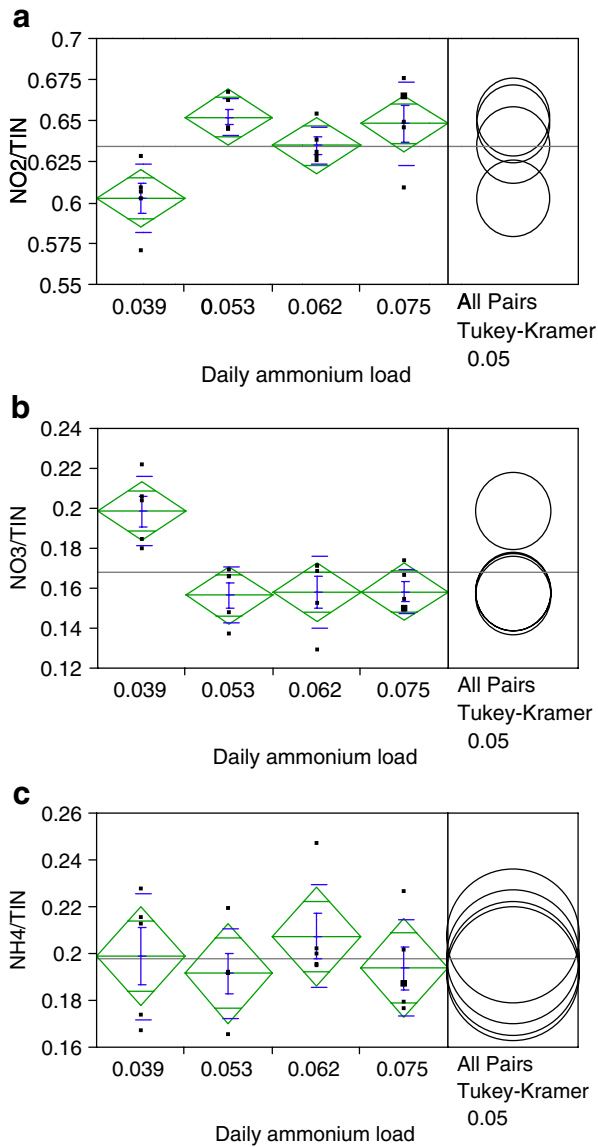 a
NO2/TIN
0.7
0.675
0.65
0.625
0.6
0.575
0.55
0.039 0.053 0.062 0.075
All Pairs
Tukey-Kramer
0.05
Daily ammonium load
b
NO3/TIN
0.24
0.22
0.2
0.18
0.16
0.14
0.12
0.039 0.053 0.062 0.075
All Pairs
Tukey-Kramer
0.05
Daily ammonium load
c
NH4/TIN
0.26
0.24
0.22
0.2
0.18
0.16
0.039 0.053 0.062 0.075
All Pairs
Tukey-Kramer
0.05
Daily ammonium load